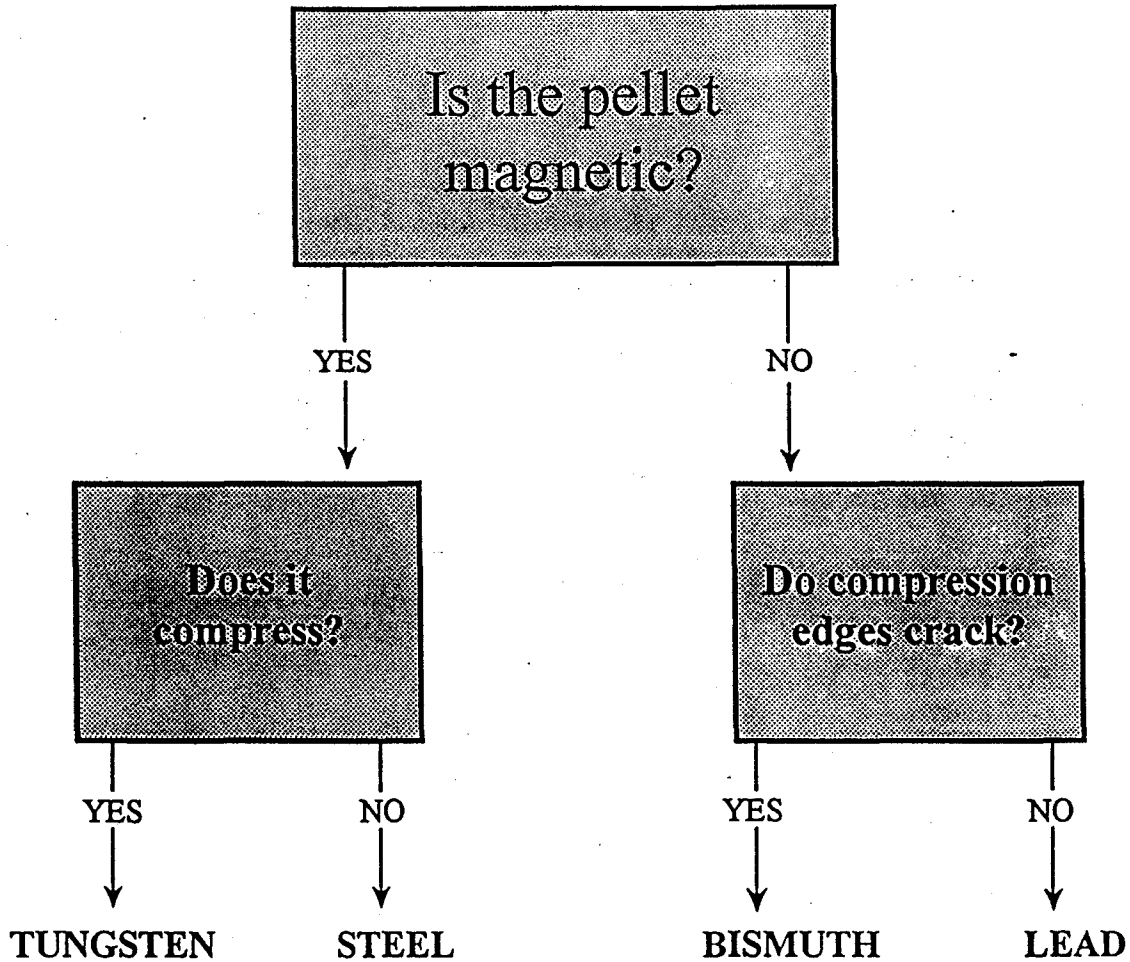 Is the pellet
magnetic?
YES
NO
Does it
compress?
Do compression
edges crack?
YES
NO
YES
NO
TUNGSTEN
STEEL
BISMUTH
LEAD